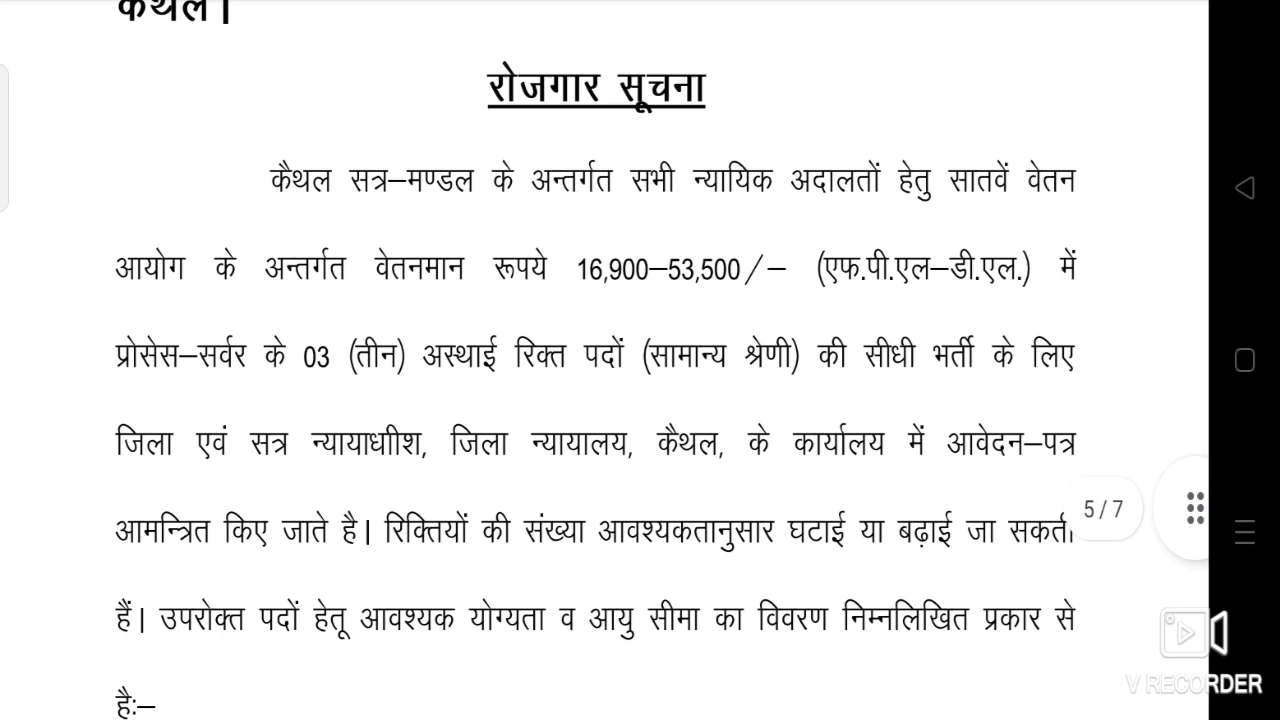 कैथल।
रोजगार सूचना
कैथल सत्र–मण्डल के अन्तर्गत सभी न्यायिक अदालतों हेतु सातवें वेतन
आयोग के अन्तर्गत वेतनमान रूपये 16,900–53,500/– (एफ.पी.एल–डी.एल.) में
प्रोसेस–सर्वर के 03 (तीन) अस्थाई रिक्त पदों (सामान्य श्रेणी) की सीधी भर्ती के लिए
जिला एवं सत्र न्यायाधाीश, जिला न्यायालय, कैथल, के कार्यालय में आवेदन–पत्र
आमन्त्रित किए जाते है। रिक्तियों की संख्या आवश्यकतानुसार घटाई या बढ़ाई जा सकती
5/7
हैं। उपरोक्त पदों हेतू आवश्यक योग्यता व आयु सीमा का विवरण निम्नलिखित प्रकार से
है:–
V RECORDER